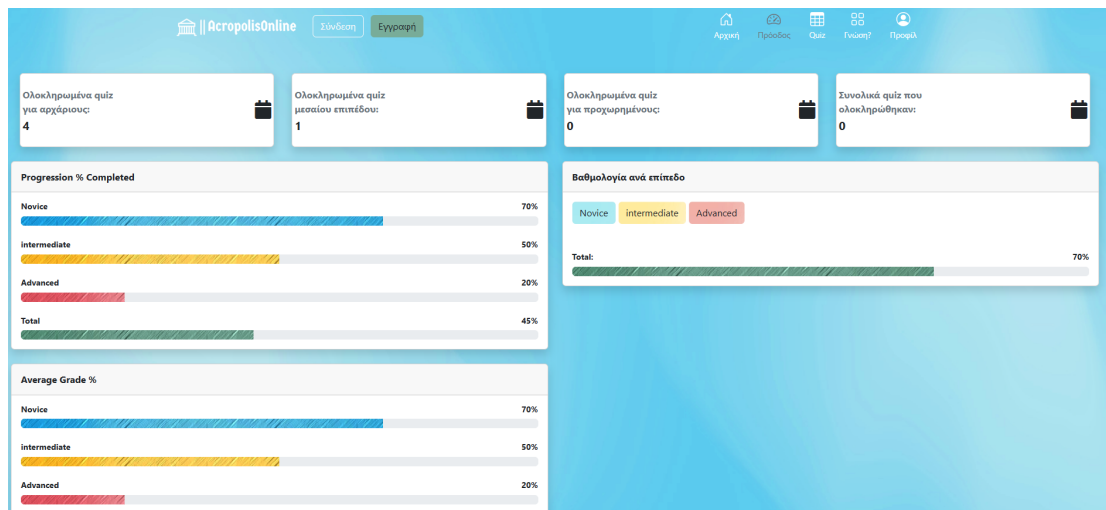 || AcropolisOnline Σύνδεση Εγγραφή
Αρχική Πρόοδος Quiz Γνώση? Προφίλ
Ολοκληρωμένα quiz
για αρχάριους:
4
Ολοκληρωμένα quiz
μεσαίου επιπέδου:
1
Ολοκληρωμένα quiz
για προχωρημένους:
0
Συνολικά quiz που
ολοκληρώθηκαν:
0
Progression % Completed
Novice 70%
intermediate 50%
Advanced 20%
Total 45%
Βαθμολογία ανά επίπεδο
Novice intermediate Advanced
Total: 70%
Average Grade %
Novice 70%
intermediate 50%
Advanced 20%